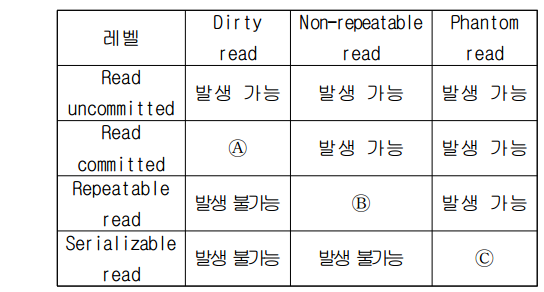 레벨 Dirty read Non-repeatable read Phantom read
Read uncommitted 발생 가능 발생 가능 발생 가능
Read committed Ⓐ 발생 가능 발생 가능
Repeatable read 발생 불가능 Ⓑ 발생 가능
Serializable read 발생 불가능 발생 불가능 Ⓒ